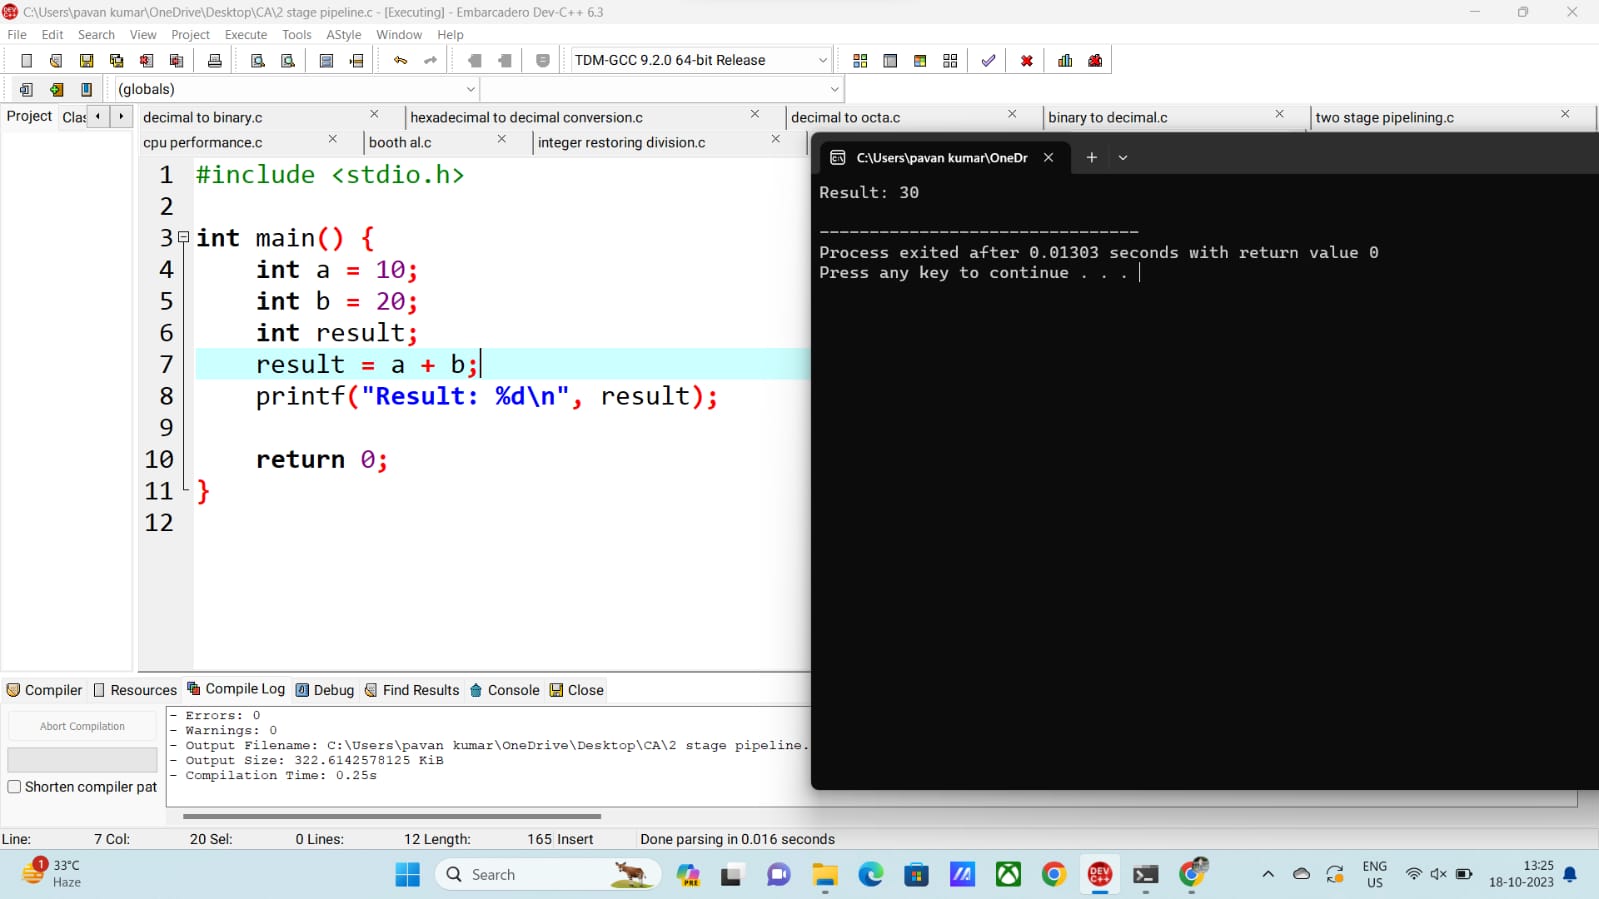 C:\Users\pavan kumar\OneDrive\Desktop\CA\2 stage pipeline.c - [Executing] - Embarcadero Dev-C++ 6.3
File Edit Search View Project Execute Tools AStyle Window Help
TDM-GCC 9.2.0 64-bit Release
(globals)
Project Clas
decimal to binary.c hexadecimal to decimal conversion.c decimal to octa.c binary to decimal.c two stage pipelining.c
cpu performance.c booth al.c integer restoring division.c
1 #include <stdio.h>
2
3 int main() {
4 int a = 10;
5 int b = 20;
6 int result;
7 result = a + b;
8 printf("Result: %d\n", result);
9
10 return 0;
11 }
12
C:\Users\pavan kumar\OneDr
Result: 30
--------------------------------
Process exited after 0.01303 seconds with return value 0
Press any key to continue . . .
Compiler Resources Compile Log Debug Find Results Console Close
Abort Compilation
Shorten compiler pat
- Errors: 0
- Warnings: 0
- Output Filename: C:\Users\pavan kumar\OneDrive\Desktop\CA\2 stage pipeline.
- Output Size: 322.6142578125 KiB
- Compilation Time: 0.25s
Line: 7 Col: 20 Sel: 0 Lines: 12 Length: 165 Insert Done parsing in 0.016 seconds
1 33°C
Haze
Search
PRE
DEV C++
ENG
US
13:25
18-10-2023